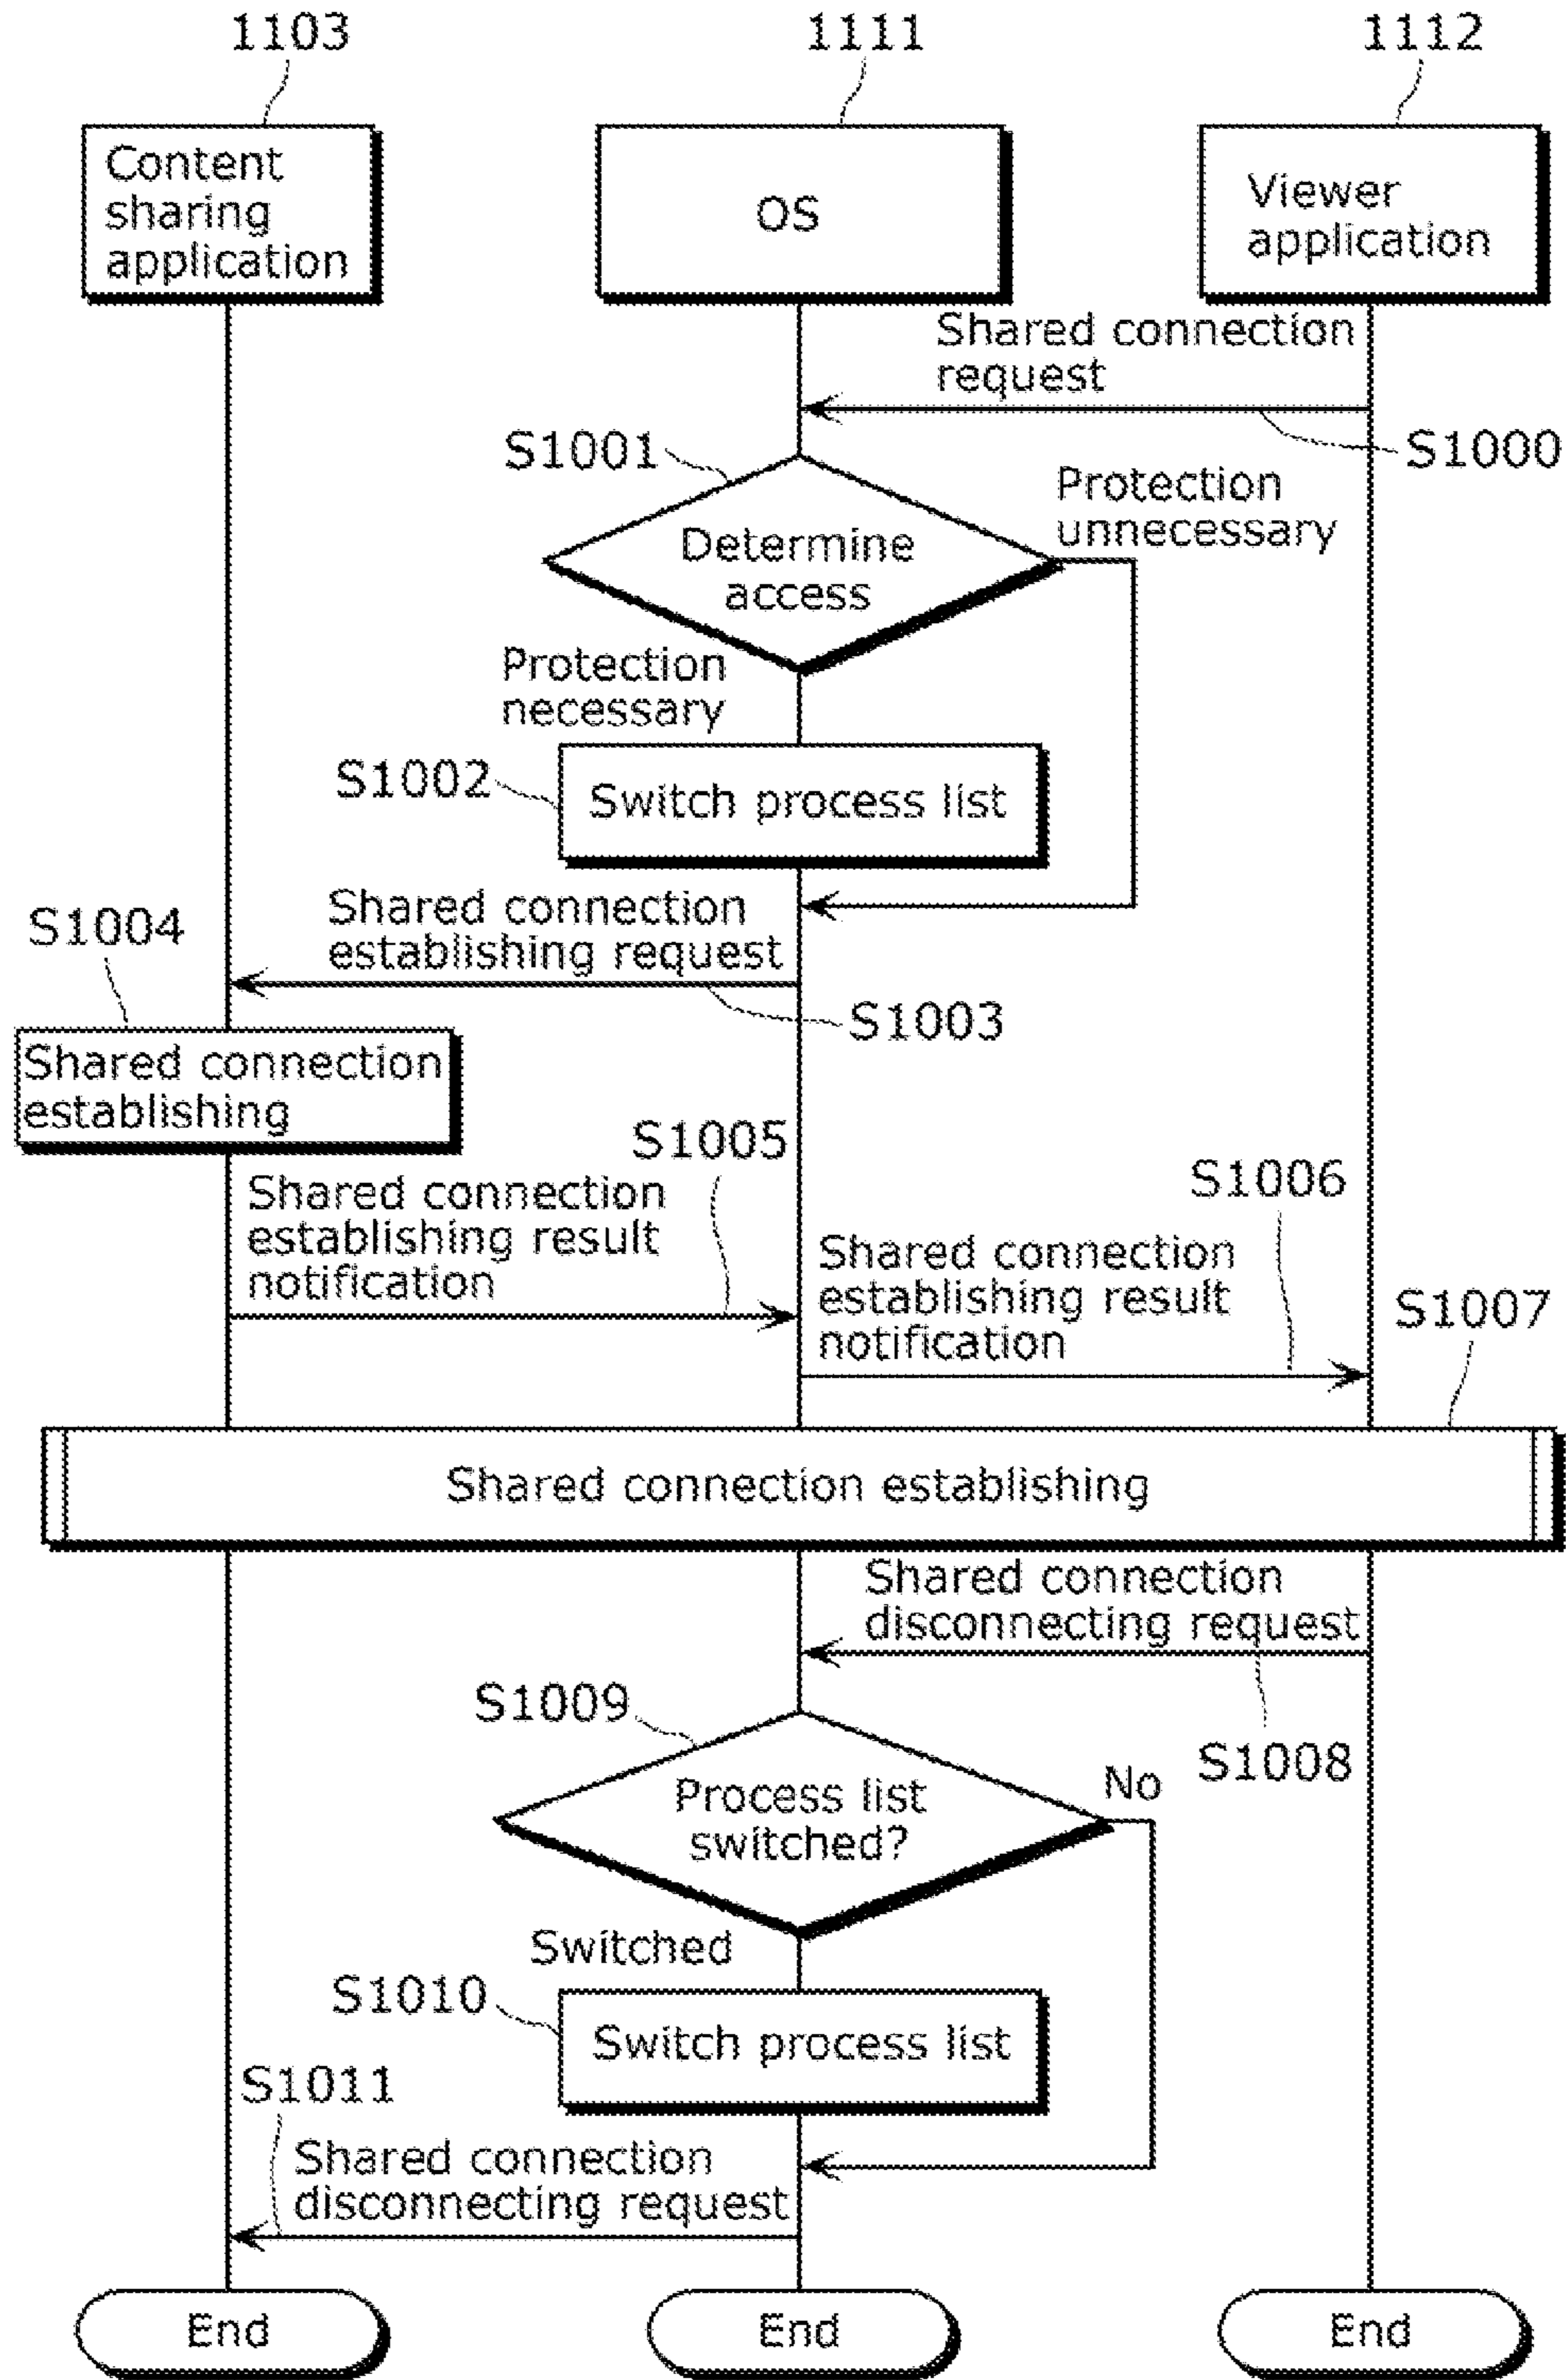 1103
1111
1112
Content
sharing
application
OS
Viewer
application
Shared connection
request
S1000
S1001
Protection
unnecessary
Determine
access
Protection
necessary
S1002
Switch process list
Shared connection
establishing request
S1004
S1003
Shared connection
establishing
S1005
Shared connection
establishing result
notification
S1006
Shared connection
establishing result
notification
S1007
Shared connection establishing
Shared connection
disconnecting request
S1009
S1008
Process list
switched?
No
Switched
S1010
Switch process list
S1011
Shared connection
disconnecting request
End
End
End